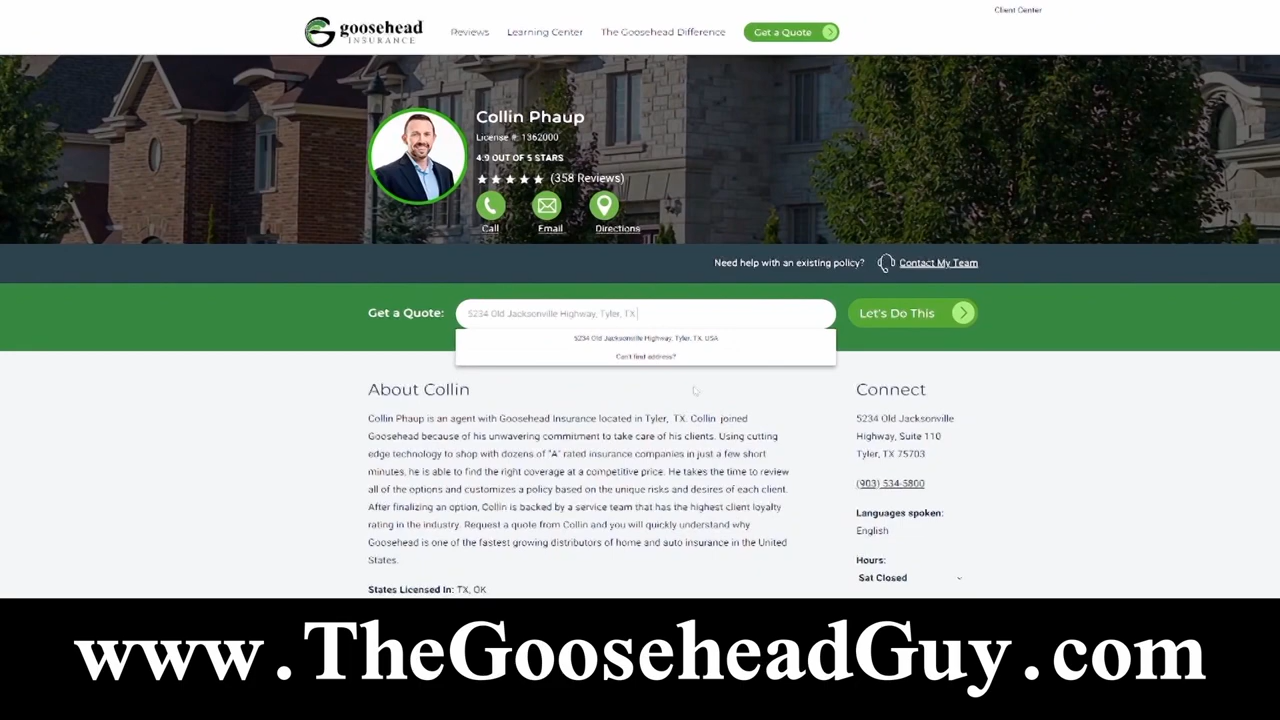 Client Center
goosehead
INSURANCE
Reviews
Learning Center
The Goosehead Difference
Get a Quote
Collin Phaup
License #: 1362000
4.9 OUT OF 5 STARS
(358 Reviews)
Call
Email
Directions
Need help with an existing policy?
Contact My Team
Get a Quote:
5234 Old Jacksonville Highway, Tyler, TX
Let's Do This
5234 Old Jacksonville Highway, Tyler, TX, USA
Can't find address?
About Collin
Collin Phaup is an agent with Goosehead Insurance located in Tyler, TX. Collin joined
Goosehead because of his unwavering commitment to take care of his clients. Using cutting
edge technology to shop with dozens of "A" rated insurance companies in just a few short
minutes, he is able to find the right coverage at a competitive price. He takes the time to review
all of the options and customizes a policy based on the unique risks and desires of each client.
After finalizing an option, Collin is backed by a service team that has the highest client loyalty
rating in the industry. Request a quote from Collin and you will quickly understand why
Goosehead is one of the fastest growing distributors of home and auto insurance in the United
States.
States Licensed In: TX, OK
Connect
5234 Old Jacksonville
Highway, Suite 110
Tyler, TX 75703
(903) 534-5800
Languages spoken:
English
Hours:
Sat Closed
www.TheGooseheadGuy.com